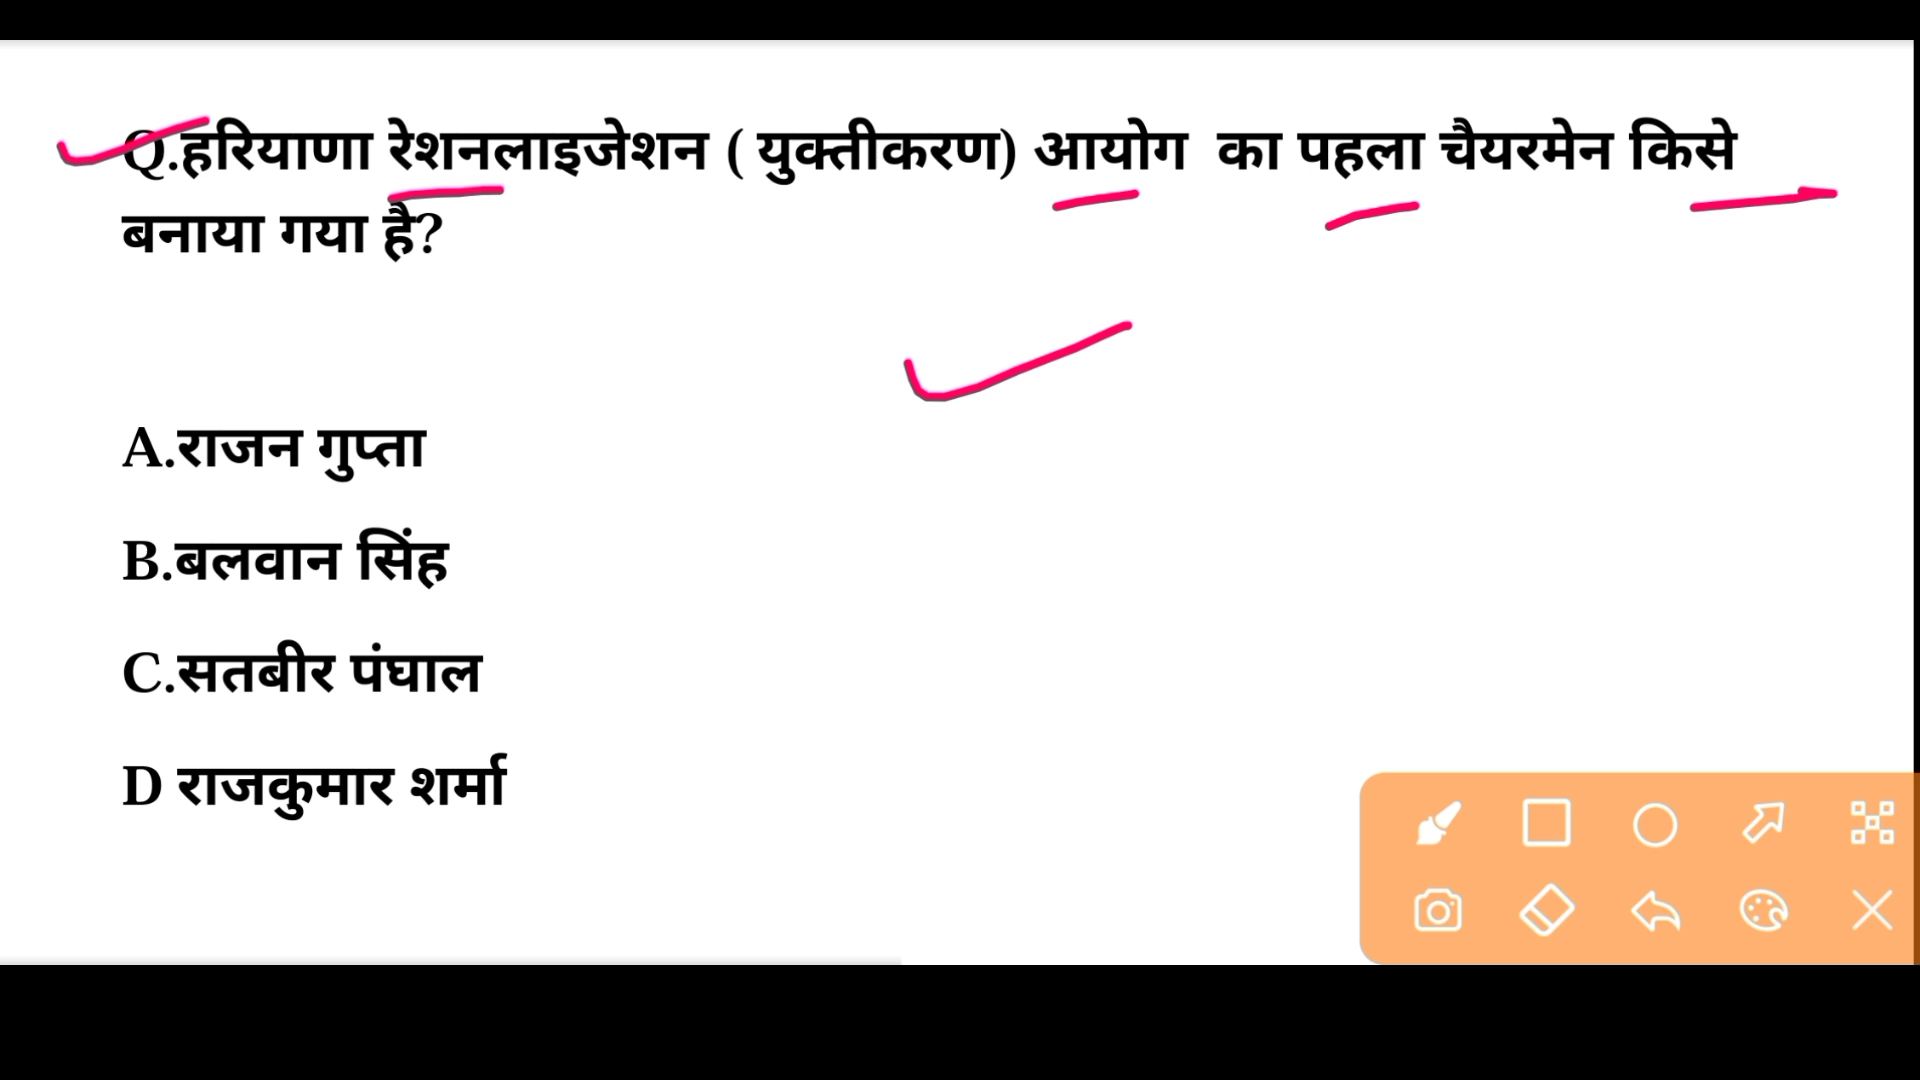 Q.हरियाणा रेशनलाइजेशन ( युक्तीकरण) आयोग का पहला चैयरमेन किसे
बनाया गया है?
A.राजन गुप्ता
B.बलवान सिंह
C.सतबीर पंघाल
D राजकुमार शर्मा